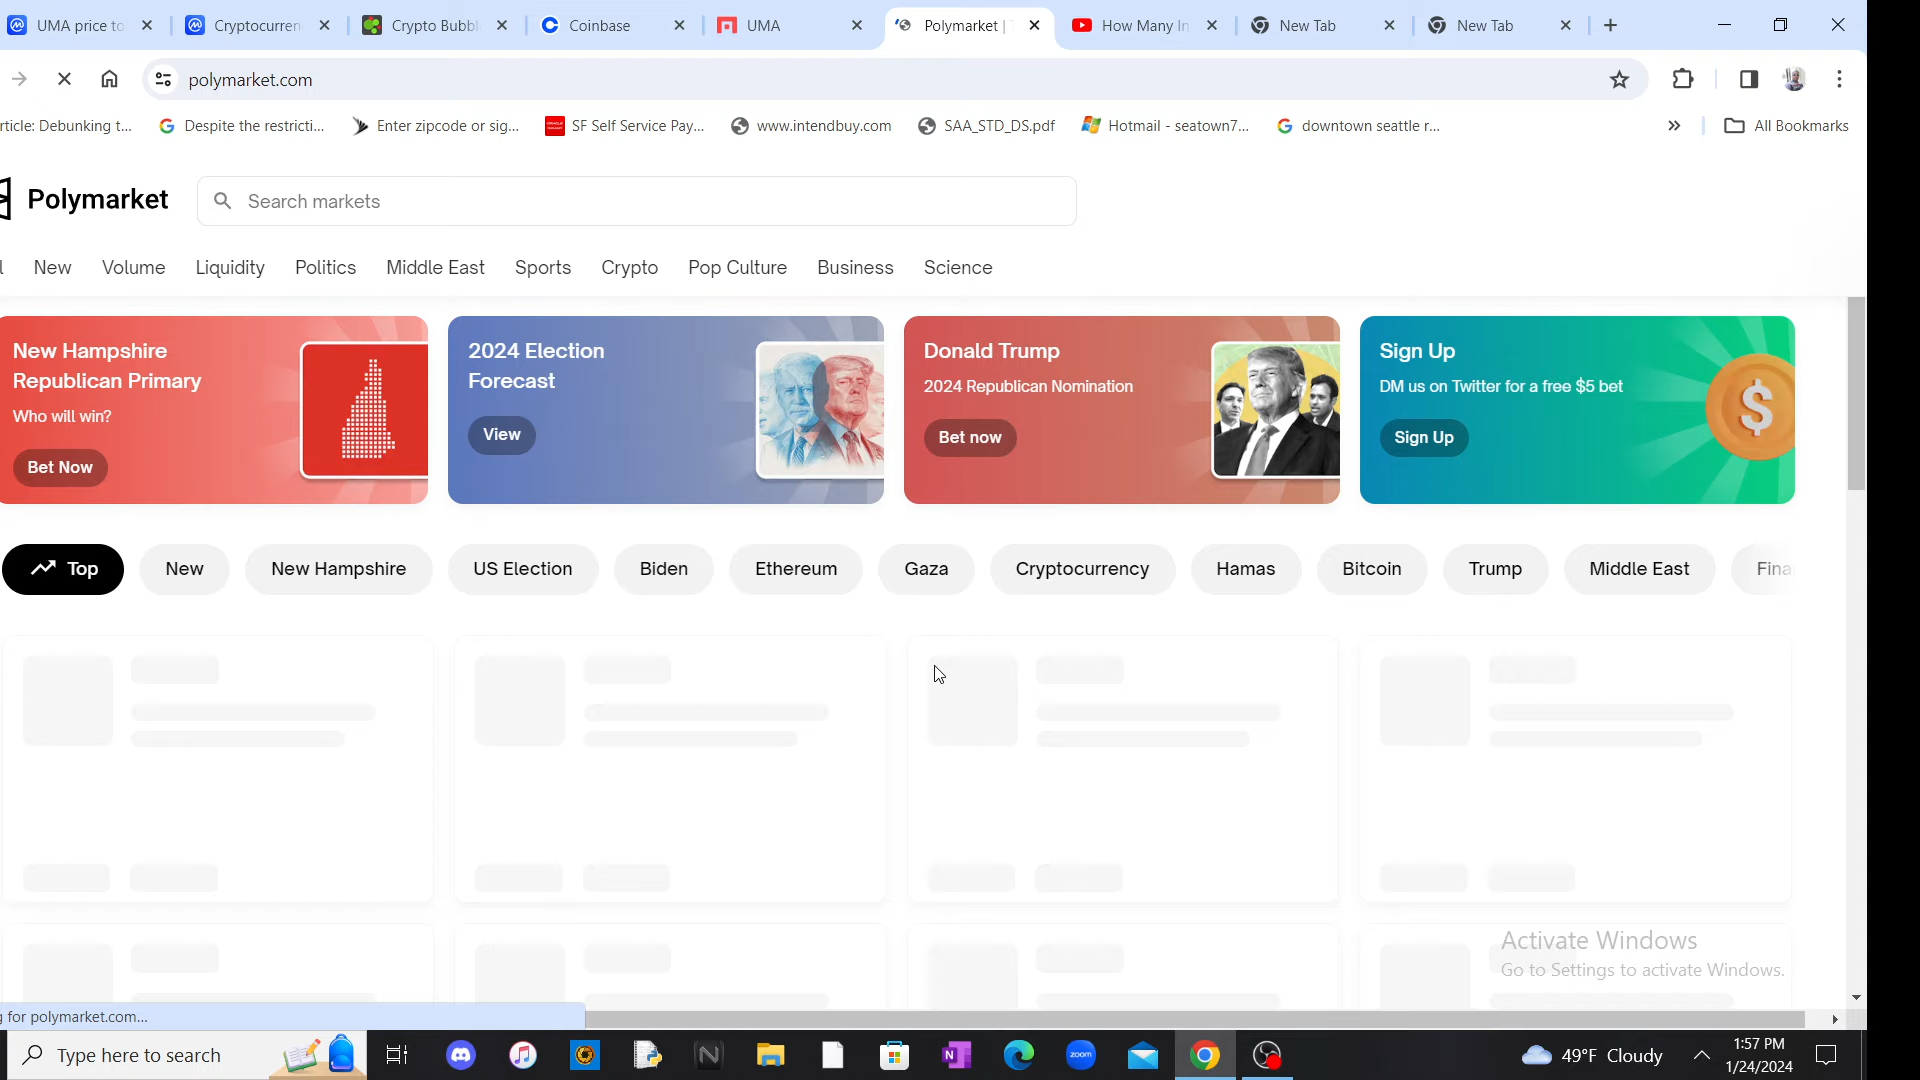 UMA price to
Cryptocurren
Crypto Bubbl
Coinbase
UMA
Polymarket |
How Many In
New Tab
New Tab
polymarket.com
rticle: Debunking t...
Despite the restricti...
Enter zipcode or sig...
SF Self Service Pay...
www.intendbuy.com
SAA_STD_DS.pdf
Hotmail - seatown7...
downtown seattle r...
»
All Bookmarks
Polymarket
Search markets
l New Volume Liquidity Politics Middle East Sports Crypto Pop Culture Business Science
New Hampshire
Republican Primary
Who will win?
Bet Now
2024 Election
Forecast
View
Donald Trump
2024 Republican Nomination
Bet now
Sign Up
DM us on Twitter for a free $5 bet
Sign Up
$
Top New New Hampshire US Election Biden Ethereum Gaza Cryptocurrency Hamas Bitcoin Trump Middle East Fina
Activate Windows
Go to Settings to activate Windows.
g for polymarket.com...
Type here to search
zoom
49°F Cloudy
1:57 PM
1/24/2024